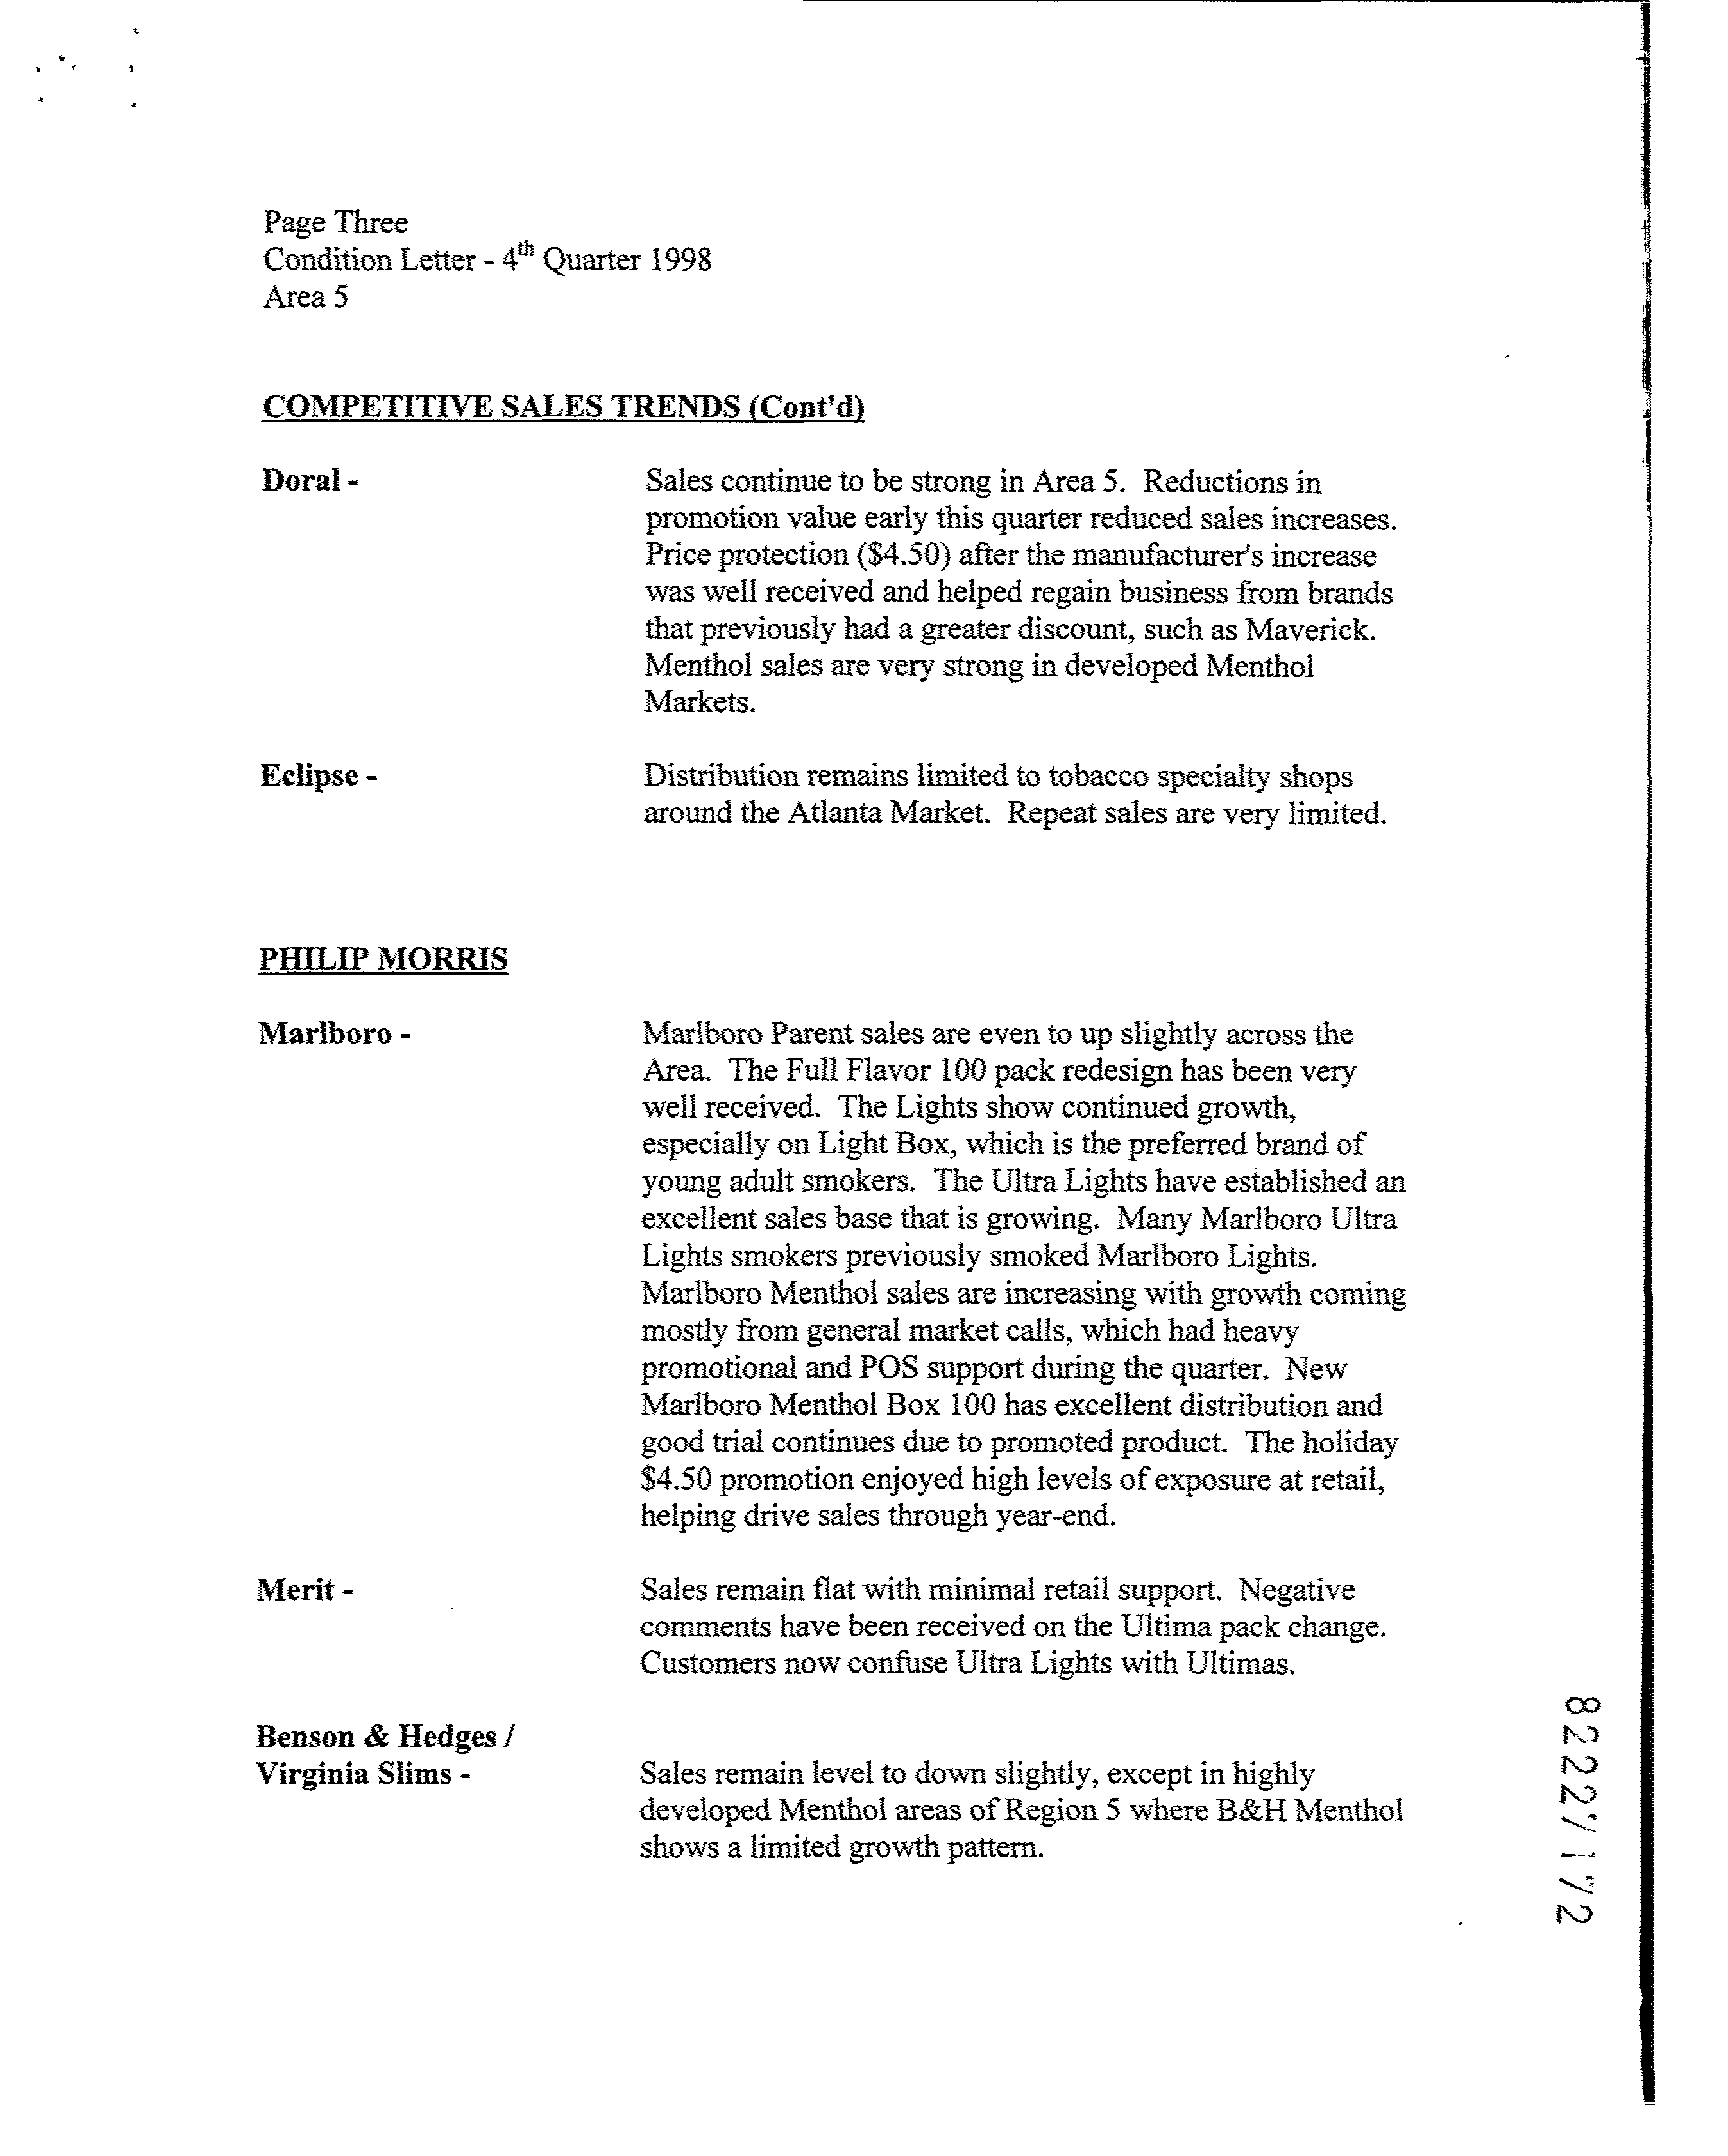 Page Three
Condition Letter - 4th Quarter 1998
Area 5
COMPETITIVE SALES TRENDS (Cont'd)
Doral -
Sales continue to be strong in Area 5. Reductions in
promotion value early this quarter reduced sales increases.
Price protection ($4.50) after the manufacturer's increase
was well received and helped regain business from brands
that previously had a greater discount, such as Maverick.
Menthol sales are very strong in developed Menthol
Markets.
Eclipse -
Distribution remains limited to tobacco specialty shops
around the Atlanta Market. Repeat sales are very limited.
PHILIP MORRIS
Marlboro -
Marlboro Parent sales are even to up slightly across the
Area. The Full Flavor 100 pack redesign has been very
well received. The Lights show continued growth,
especially on Light Box, which is the preferred brand of
young adult smokers. The Ultra Lights have established an
excellent sales base that is growing. Many Marlboro Ultra
Lights smokers previously smoked Marlboro Lights.
Marlboro Menthol sales are increasing with growth coming
mostly from general market calls, which had heavy
promotional and POS support during the quarter. New
Marlboro Menthol Box 100 has excellent distribution and
good trial continues due to promoted product. The holiday
$4.50 promotion enjoyed high levels of exposure at retail,
helping drive sales through year-end.
Merit -
Sales remain flat with minimal retail support. Negative
comments have been received on the Ultima pack change.
Customers now confuse Ultra Lights with Ultimas.
Benson & Hedges /
Virginia Slims -
Sales remain level to down slightly, except in highly
developed Menthol areas of Region 5 where B&H Menthol
shows a limited growth pattern.
82227172